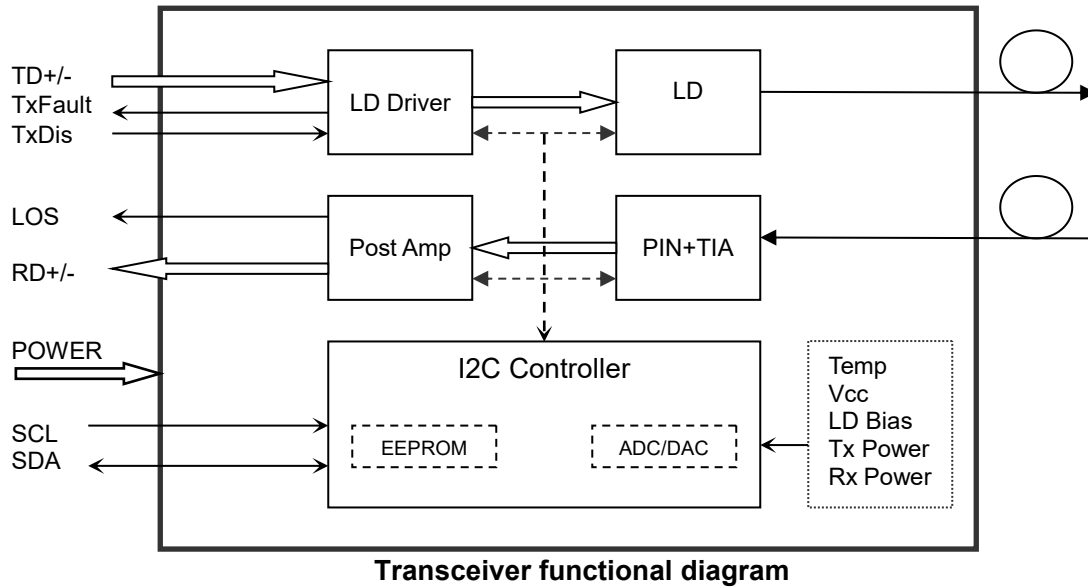 TD+/-
TxFault
TxDis
LD Driver
LD
LOS
RD+/-
Post Amp
PIN+TIA
POWER
SCL
SDA
I2C Controller
EEPROM
ADC/DAC
Temp
Vcc
LD Bias
Tx Power
Rx Power
Transceiver functional diagram